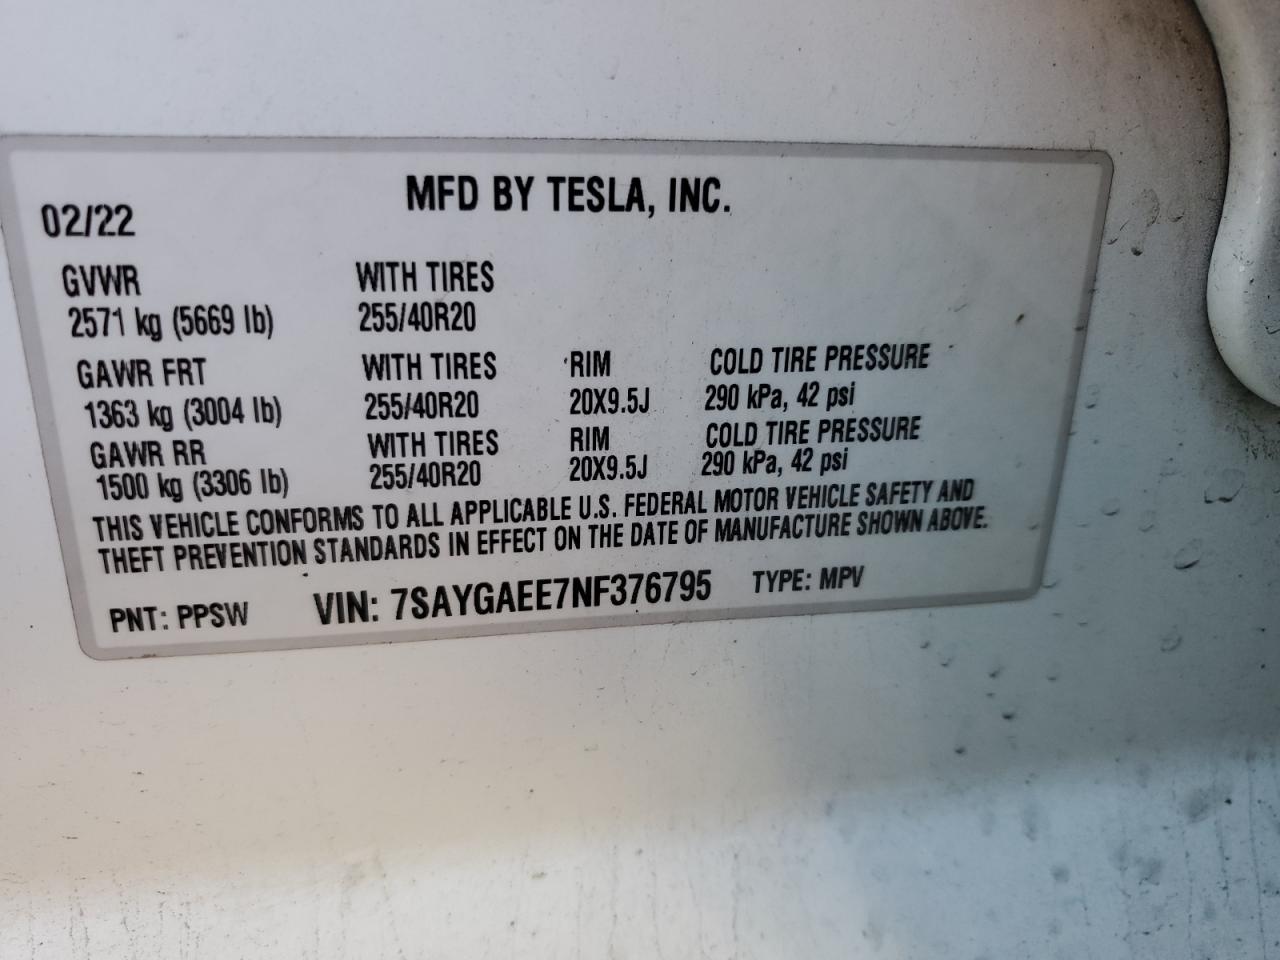 MFD BY TESLA, INC.
02/22
GVWR WITH TIRES
2571 kg (5669 lb) 255/40R20
GAWR FRT WITH TIRES RIM COLD TIRE PRESSURE
1363 kg (3004 lb) 255/40R20 20X9.5J 290 kPa, 42 psi
GAWR RR WITH TIRES RIM COLD TIRE PRESSURE
1500 kg (3306 lb) 255/40R20 20X9.5J 290 kPa, 42 psi
THIS VEHICLE CONFORMS TO ALL APPLICABLE U.S. FEDERAL MOTOR VEHICLE SAFETY AND
THEFT PREVENTION STANDARDS IN EFFECT ON THE DATE OF MANUFACTURE SHOWN ABOVE.
PNT: PPSW VIN: 7SAYGAEE7NF376795 TYPE: MPV